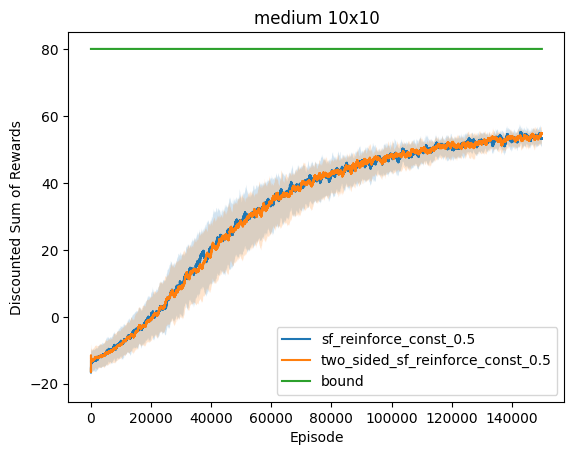 medium 10x10
Discounted Sum of Rewards
80
60
40
20
0
−20
0 20000 40000 60000 80000 100000 120000 140000
Episode
sf_reinforce_const_0.5
two_sided_sf_reinforce_const_0.5
bound